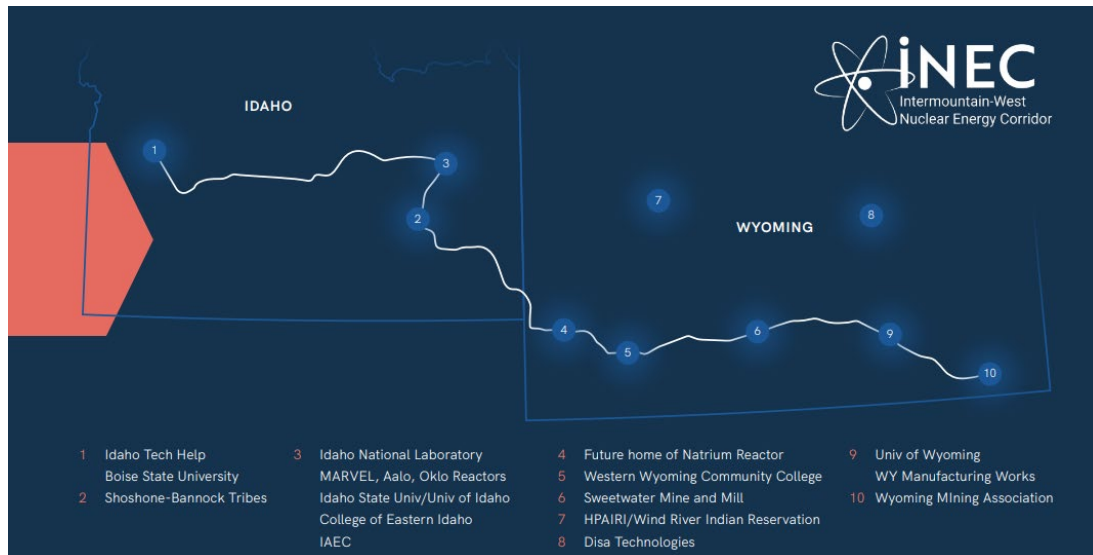 iNEC
Intermountain-West
Nuclear Energy Corridor
IDAHO
WYOMING
1
3
2
7
8
4
5
6
9
10
1 Idaho Tech Help
Boise State University
2 Shoshone-Bannock Tribes
3 Idaho National Laboratory
MARVEL, Aalo, Oklo Reactors
Idaho State Univ/Univ of Idaho
College of Eastern Idaho
IAEC
4 Future home of Natrium Reactor
5 Western Wyoming Community College
6 Sweetwater Mine and Mill
7 HPAIRI/Wind River Indian Reservation
8 Disa Technologies
9 Univ of Wyoming
WY Manufacturing Works
10 Wyoming MIning Association